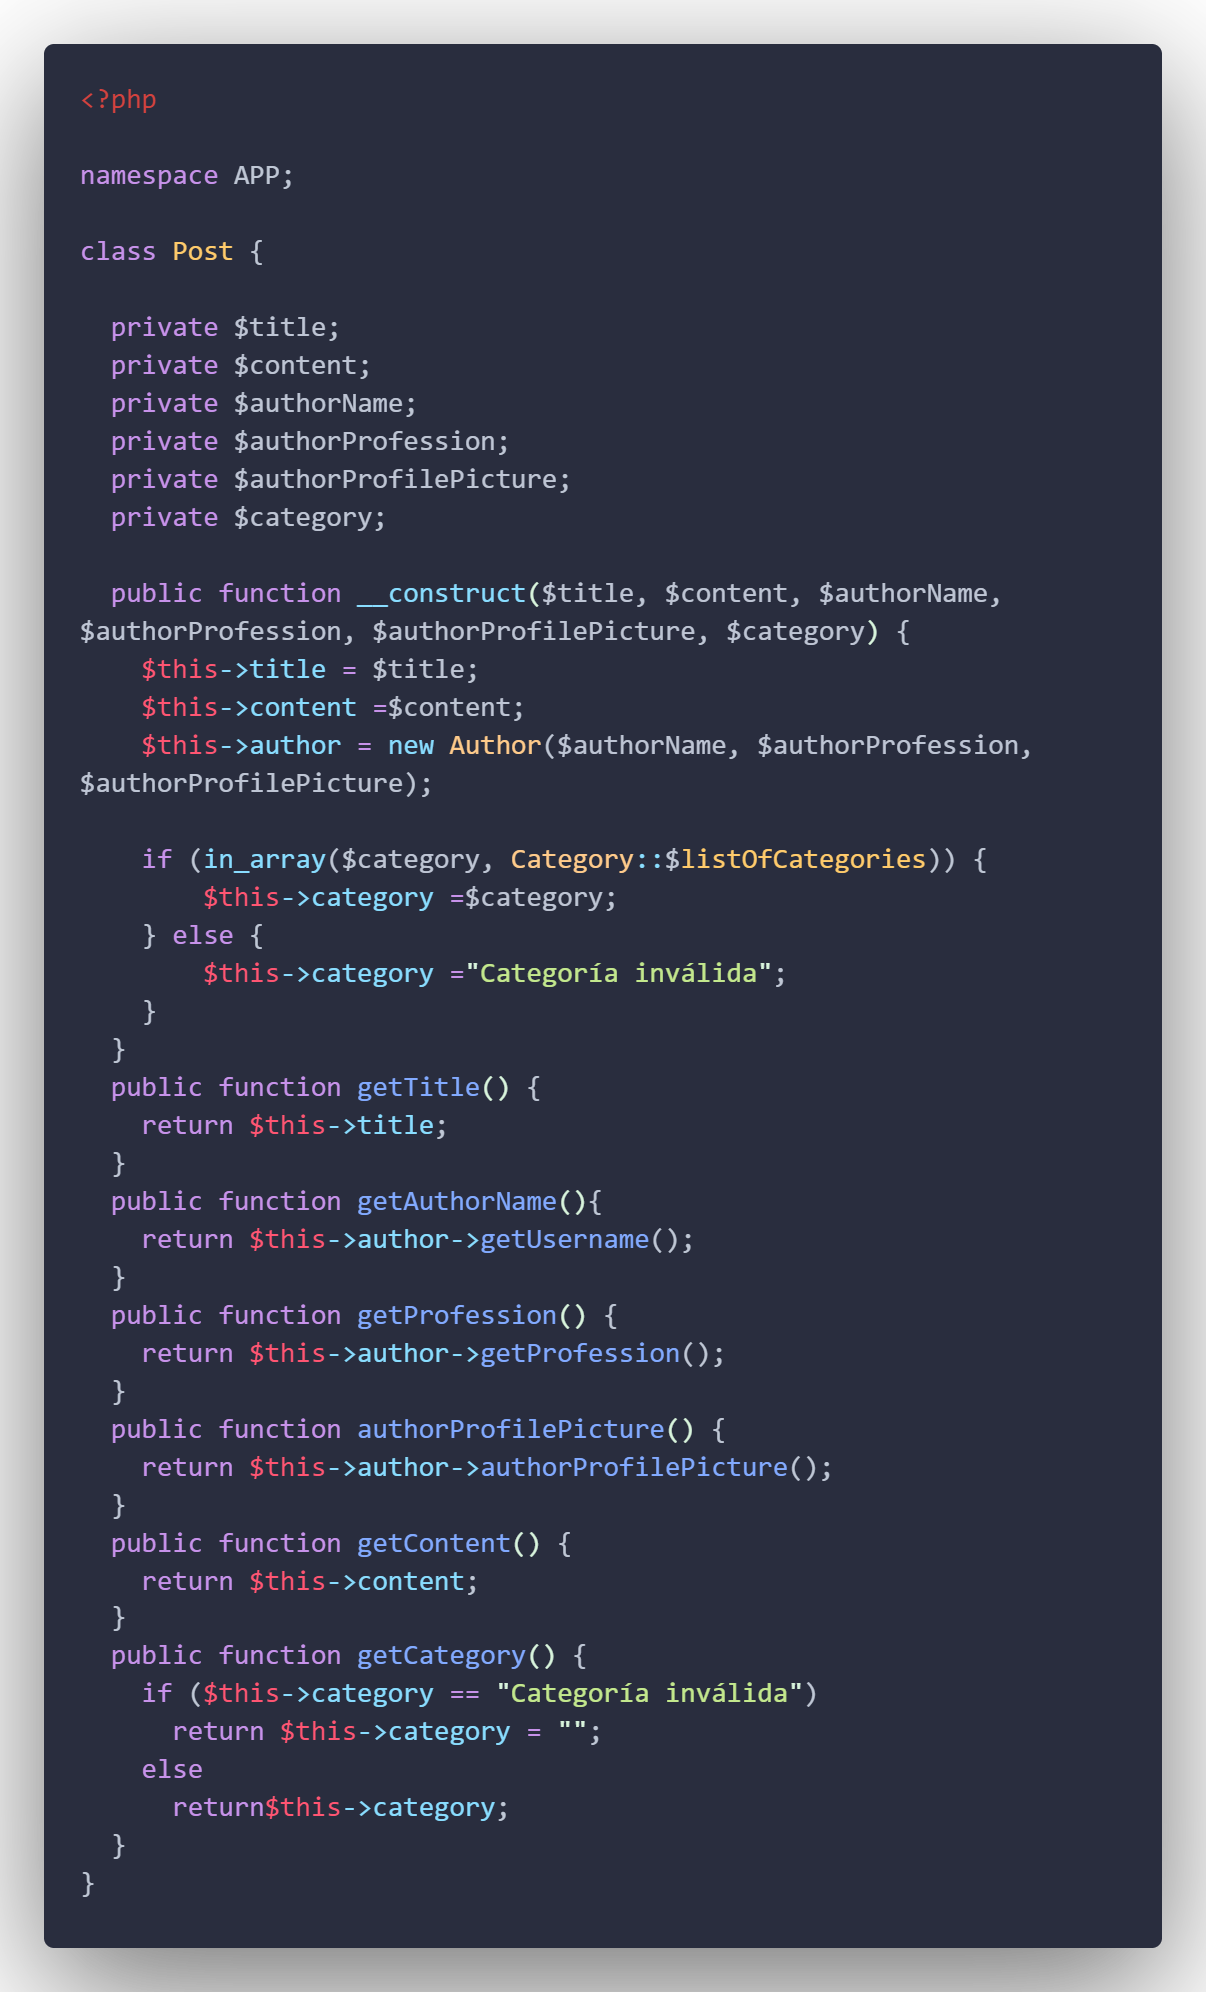 <?php

namespace APP;

class Post {

  private $title;
  private $content;
  private $authorName;
  private $authorProfession;
  private $authorProfilePicture;
  private $category;

  public function __construct($title, $content, $authorName,
$authorProfession, $authorProfilePicture, $category) {
    $this->title = $title;
    $this->content =$content;
    $this->author = new Author($authorName, $authorProfession,
$authorProfilePicture);

    if (in_array($category, Category::$listOfCategories)) {
        $this->category =$category;
    } else {
        $this->category ="Categoría inválida";
    }
  }
  public function getTitle() {
    return $this->title;
  }
  public function getAuthorName(){
    return $this->author->getUsername();
  }
  public function getProfession() {
    return $this->author->getProfession();
  }
  public function authorProfilePicture() {
    return $this->author->authorProfilePicture();
  }
  public function getContent() {
    return $this->content;
  }
  public function getCategory() {
    if ($this->category == "Categoría inválida")
      return $this->category = "";
    else
      return$this->category;
  }
}